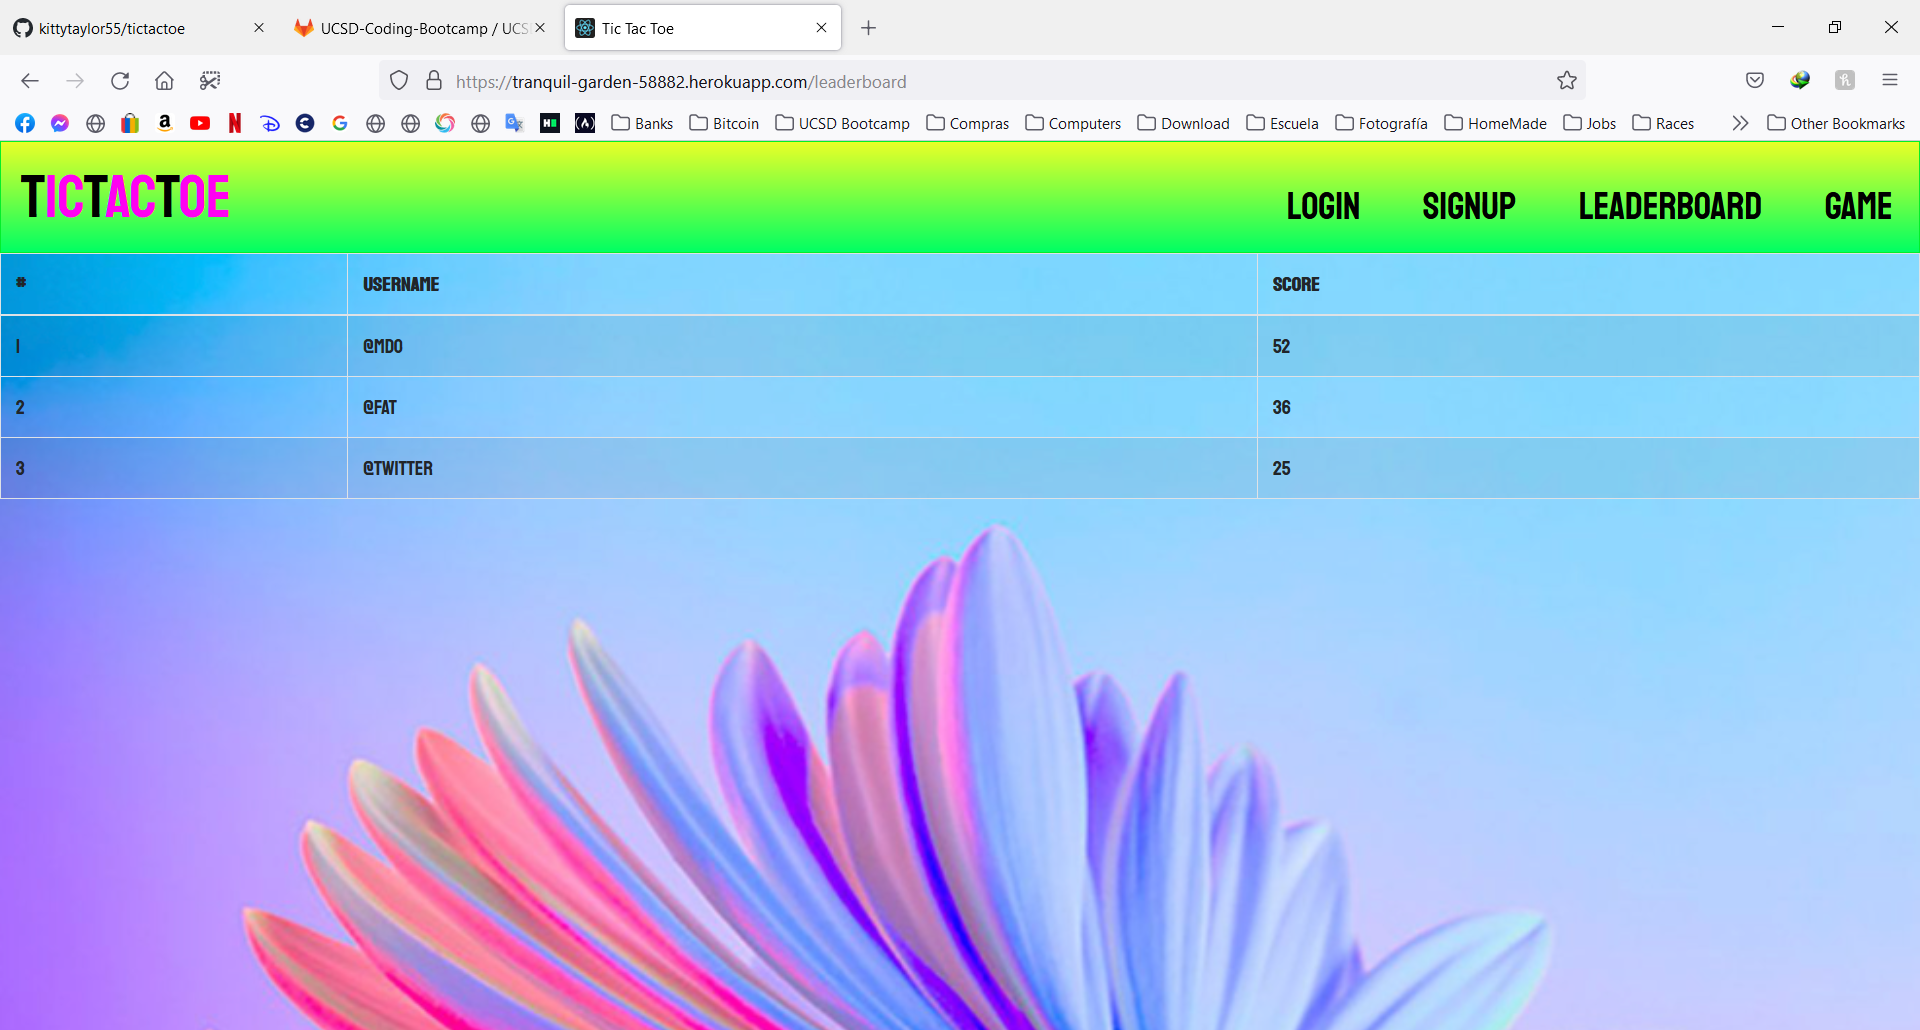 kittytaylor55/tictactoe
UCSD-Coding-Bootcamp / UCS
Tic Tac Toe
https://tranquil-garden-58882.herokuapp.com/leaderboard
Banks Bitcoin UCSD Bootcamp Compras Computers Download Escuela Fotografía HomeMade Jobs Races Other Bookmarks
TICTACTOE LOGIN SIGNUP LEADERBOARD GAME
# USERNAME SCORE
1 @MDO 52
2 @FAT 36
3 @TWITTER 25